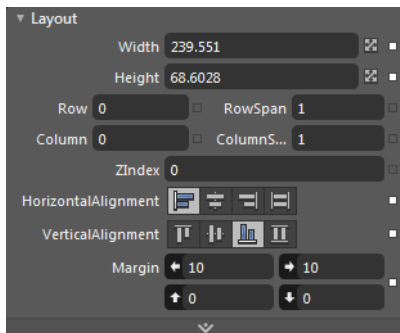 Layout
Width 239.551
Height 68.6028
Row 0 RowSpan 1
Column 0 ColumnS... 1
ZIndex 0
HorizontalAlignment
VerticalAlignment
Margin 10 10
0 0